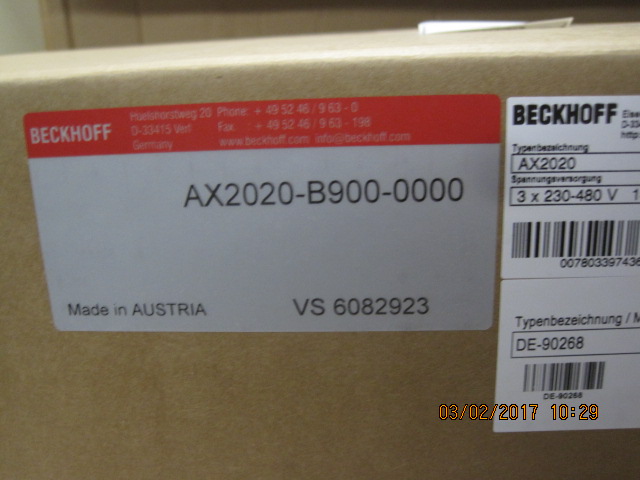 BECKHOFF
Huelshorstweg 20 Phone: + 49 52 46 / 9 63 - 0
D-33415 Verl Fax : + 49 52 46 / 9 63 - 198
Germany www.beckhoff.com info@beckhoff.com
AX2020-B900-0000
Made in AUSTRIA VS 6082923
BECKHOFF
Typenbezeichnung
AX2020
Spannungsversorgung
3 x 230-480 V
007803397436
Typenbezeichnung / M
DE-90268
DE-90268
03/02/2017 10:29